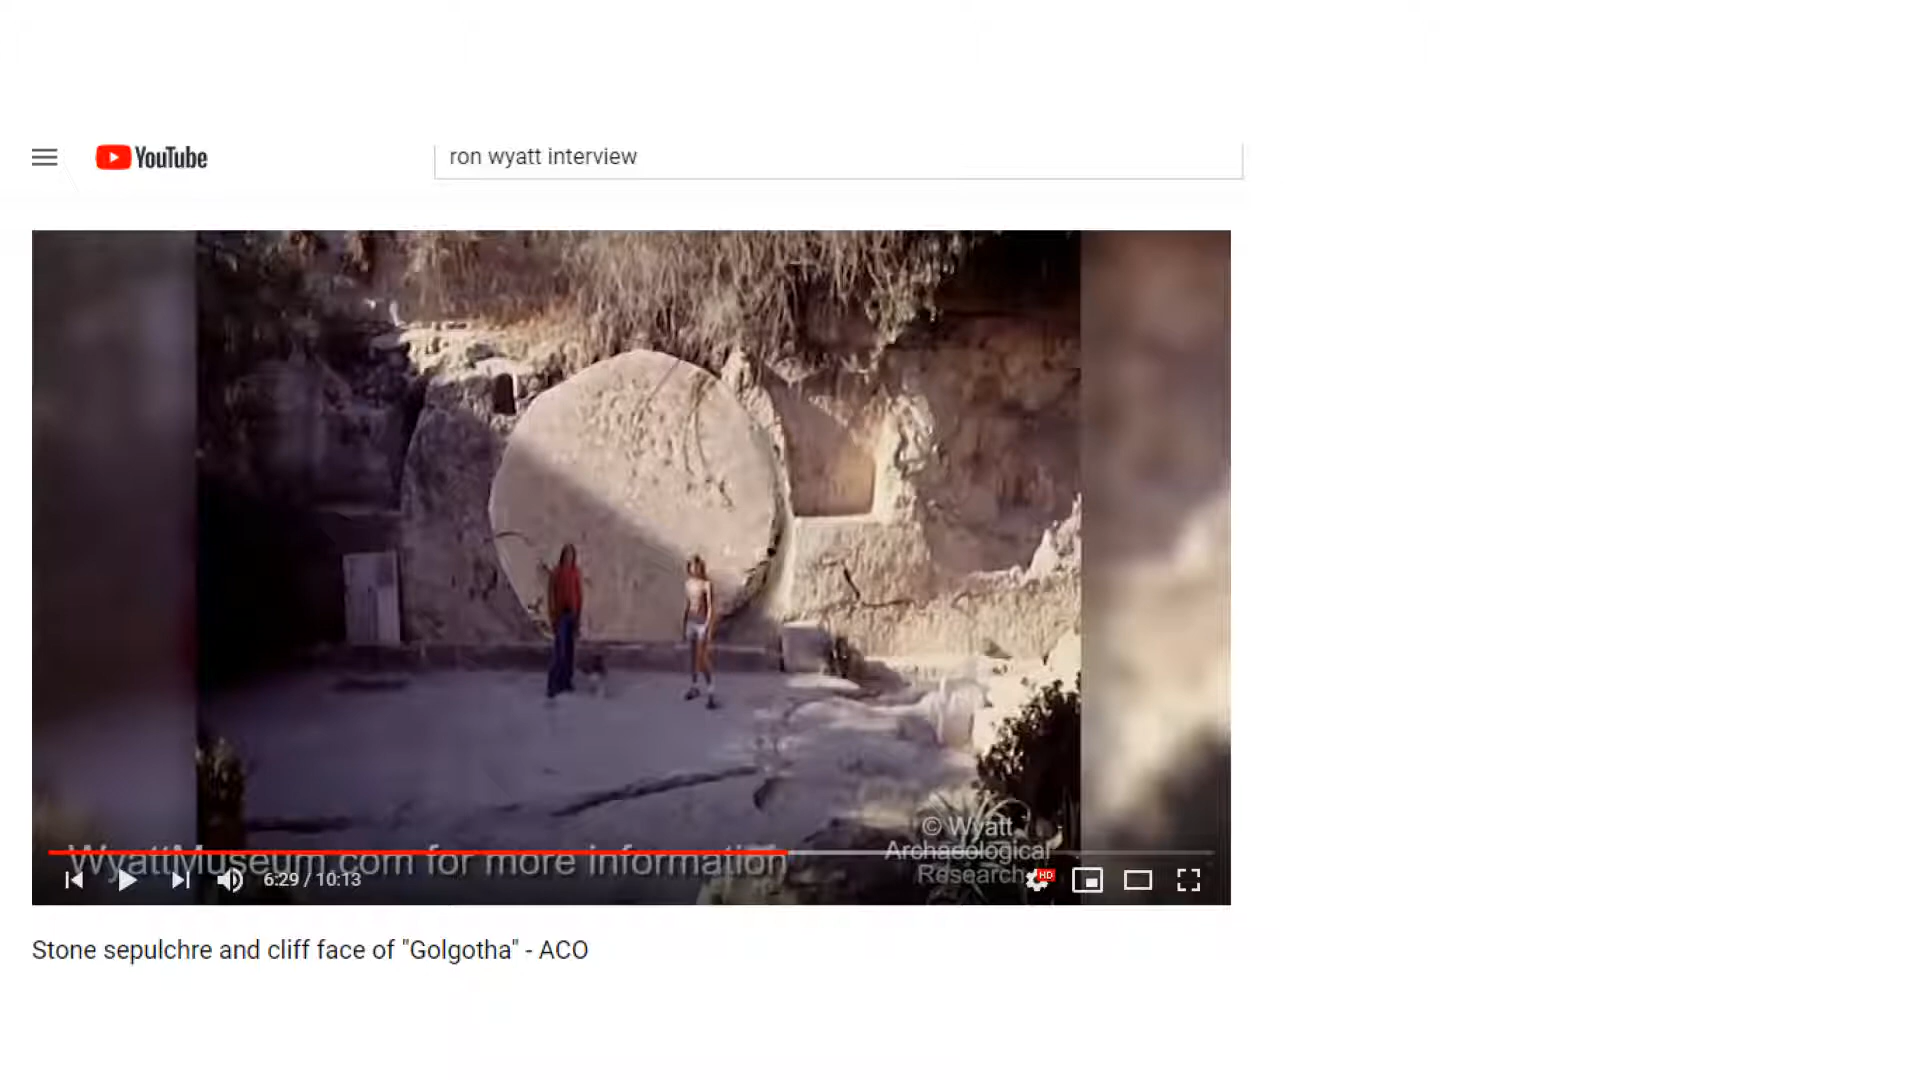 YouTube
ron wyatt interview
© Wyatt
Archaeological
Research
WyattMuseum.com for more information
6:29 / 10:13
HD
Stone sepulchre and cliff face of "Golgotha" - ACO